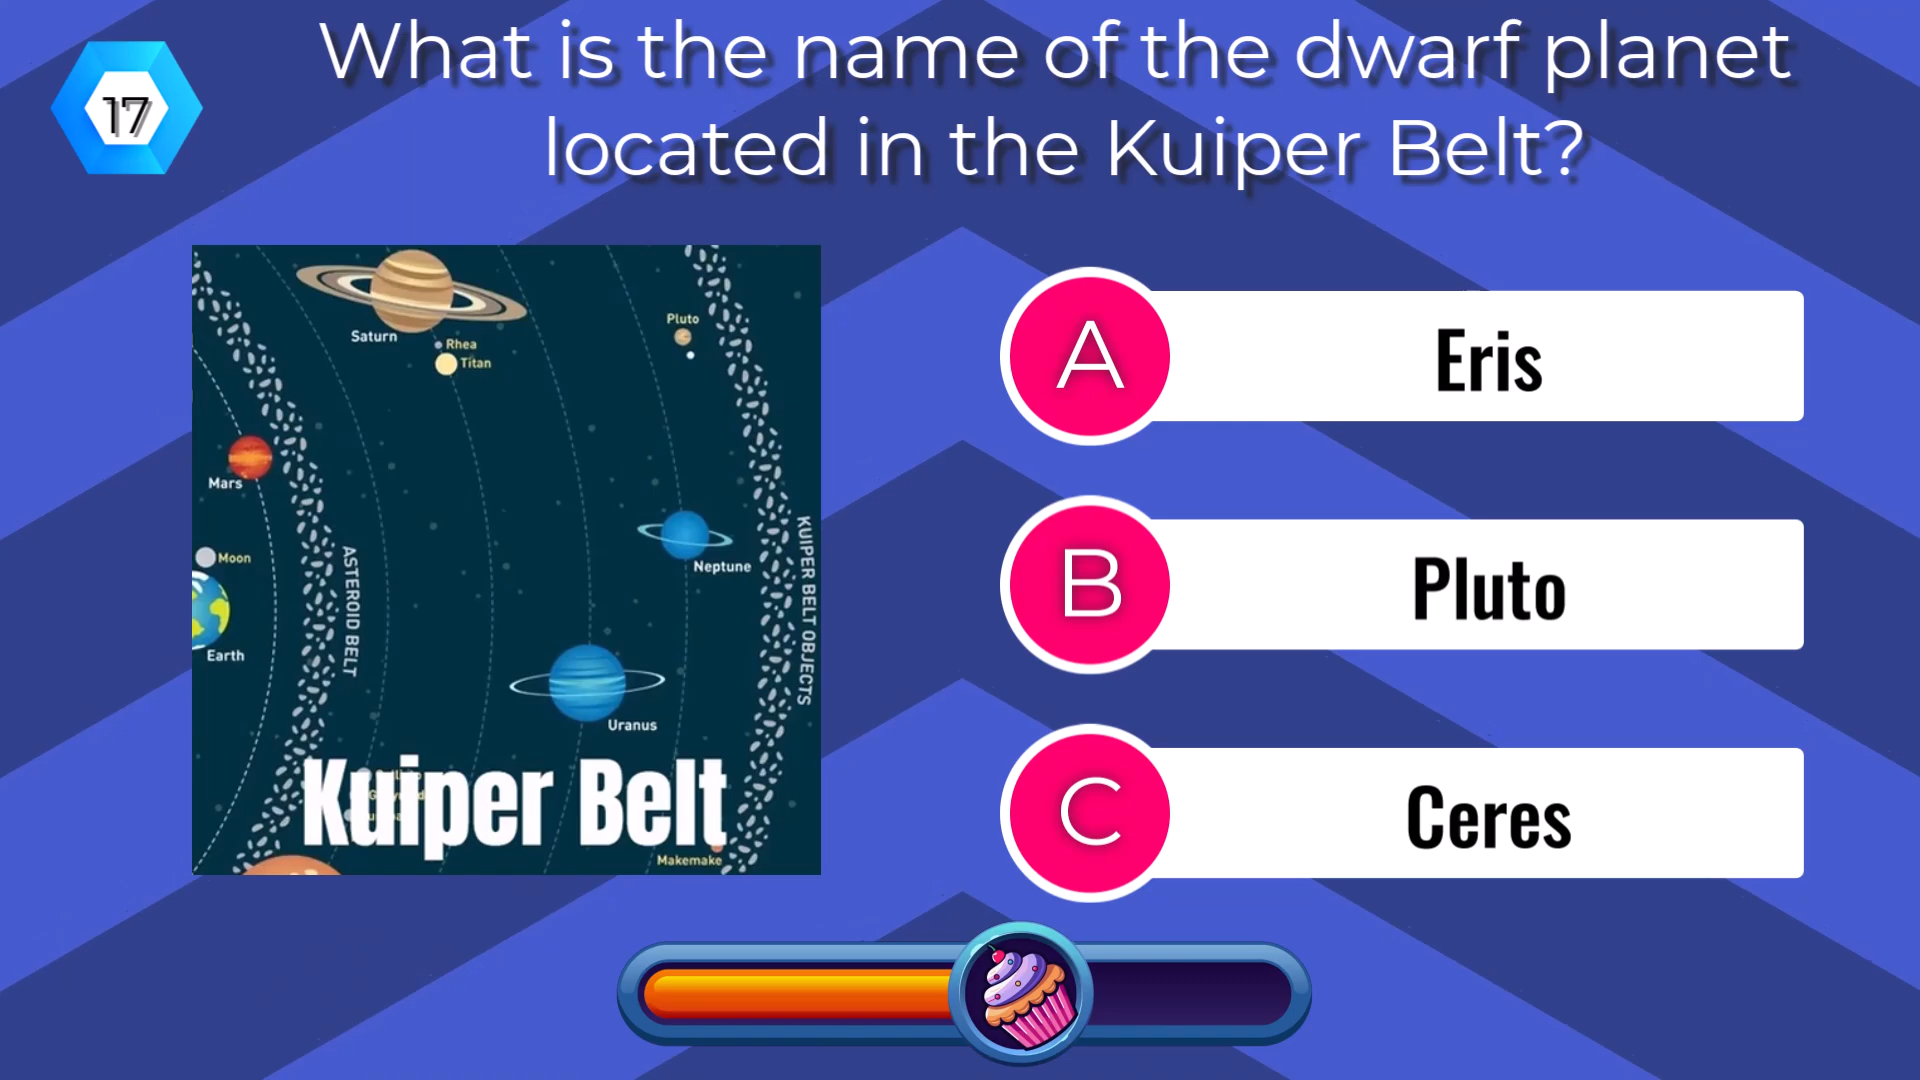 What is the name of the dwarf planet
located in the Kuiper Belt?
17
Saturn
Rhea
Titan
Pluto
Mars
Moon
Earth
ASTEROID BELT
Neptune
KUIPER BELT OBJECTS
Uranus
Kuiper Belt
Makemake
A
Eris
B
Pluto
C
Ceres